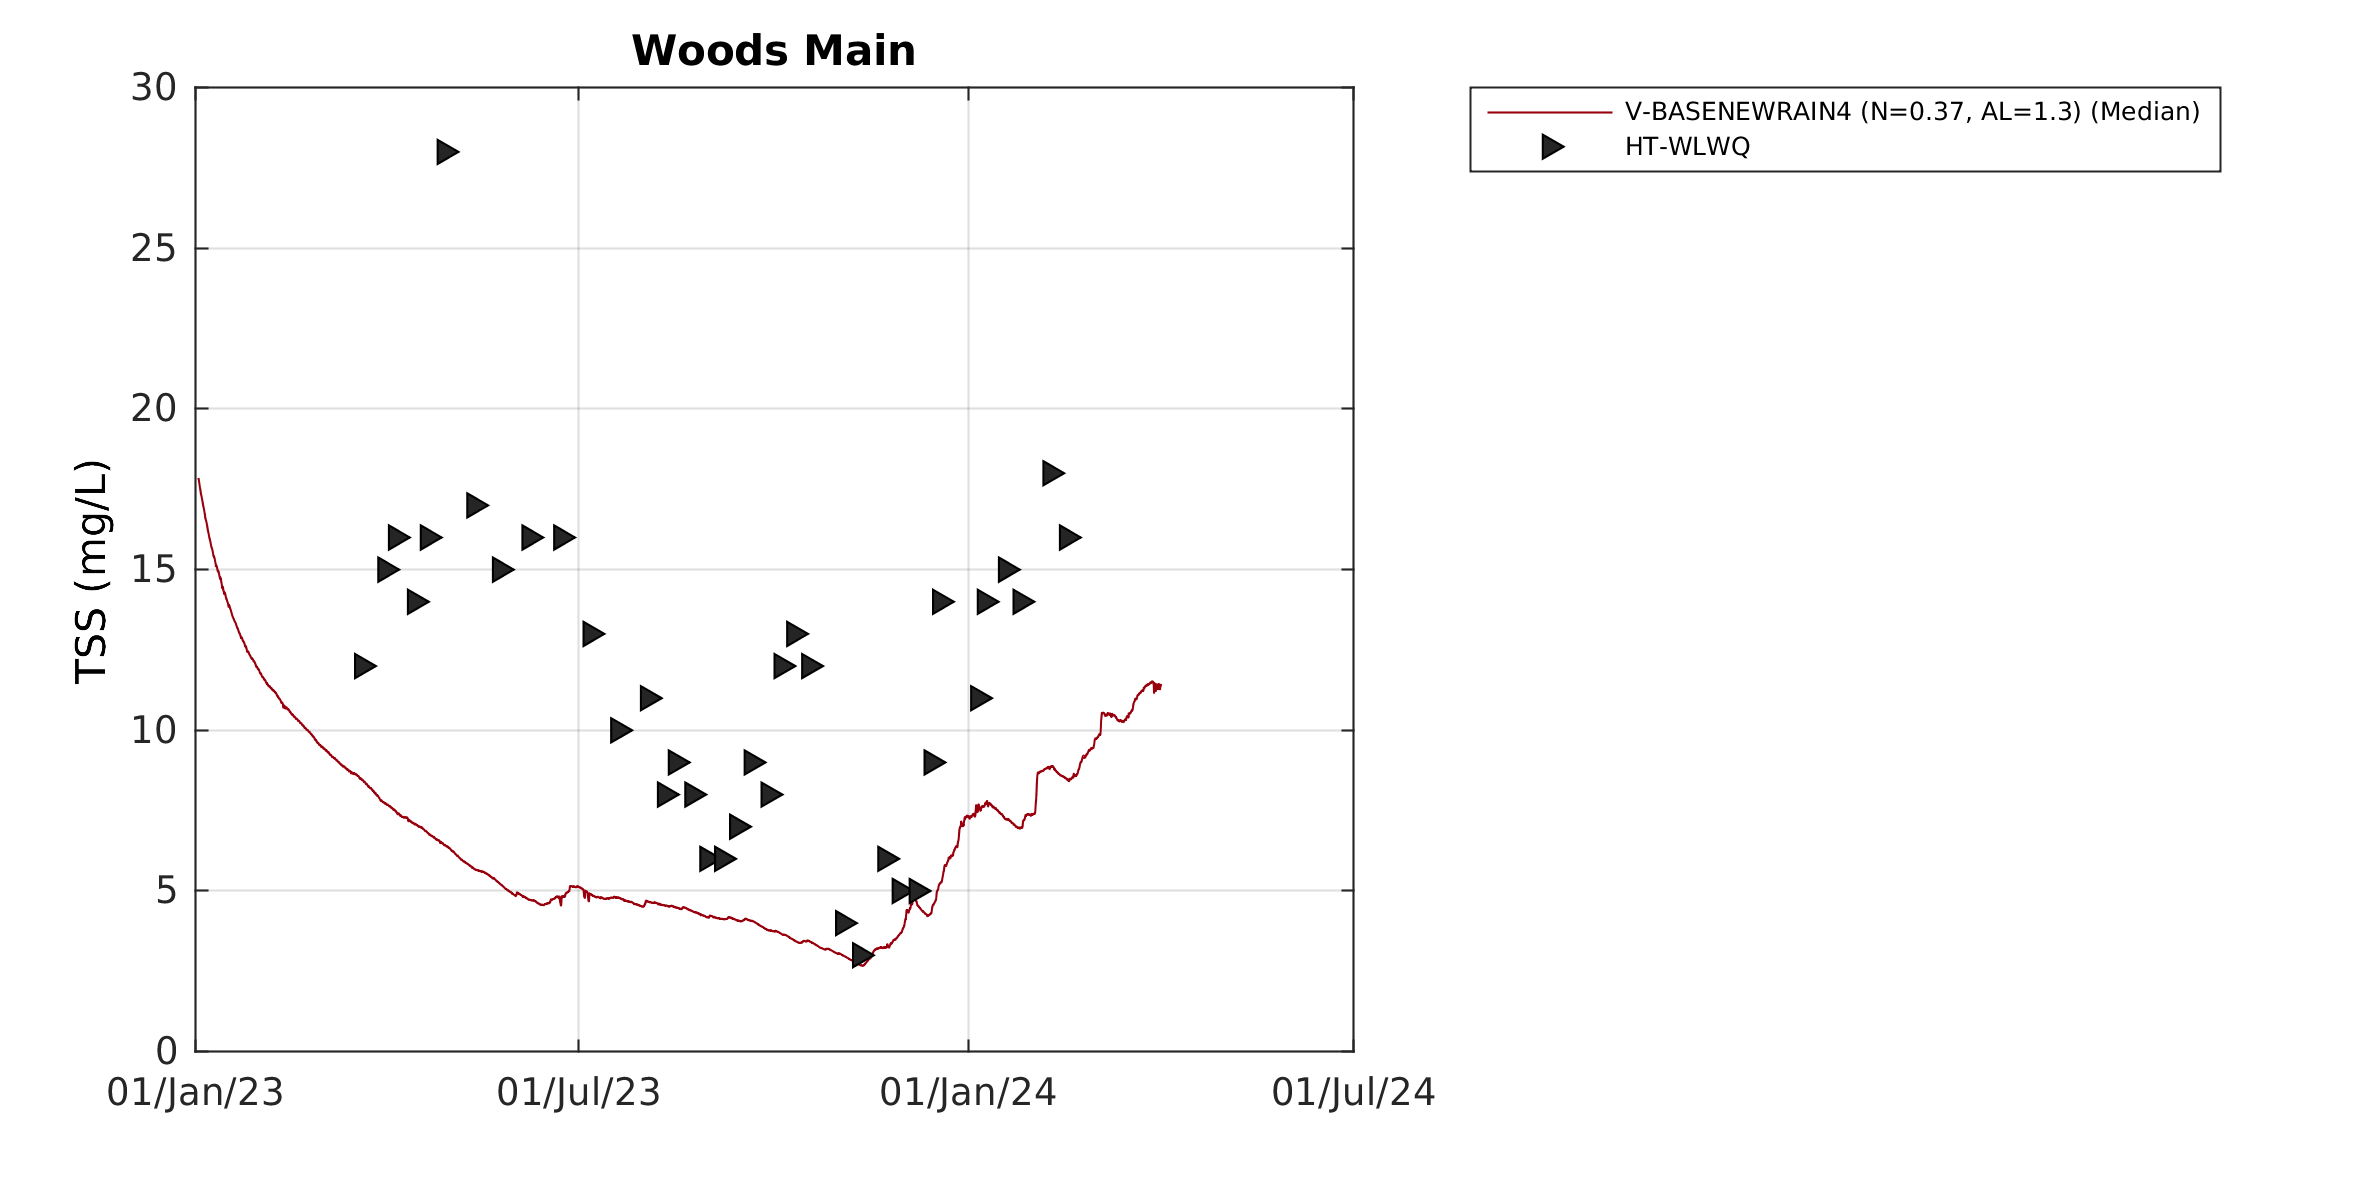 Woods Main
30
25
20
15
10
5
0
TSS (mg/L)
01/Jan/23
01/Jul/23
01/Jan/24
01/Jul/24
V-BASENEWRAIN4 (N=0.37, AL=1.3) (Median)
HT-WLWQ